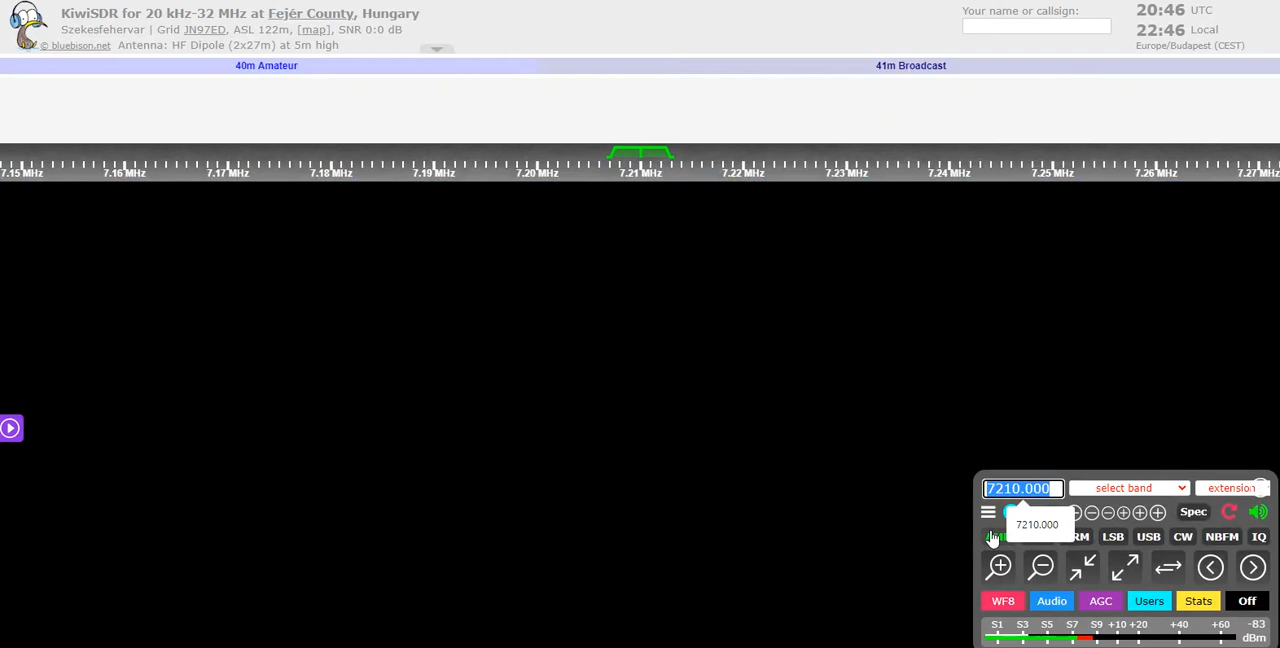 KiwiSDR for 20 kHz-32 MHz at Fejér County, Hungary
Szekesfehervar | Grid JN97ED, ASL 122m, [map], SNR 0:0 dB
© bluebison.net Antenna: HF Dipole (2x27m) at 5m high
Your name or callsign:
20:46 UTC
22:46 Local
Europe/Budapest (CEST)
40m Amateur 41m Broadcast
7.15 MHz 7.16 MHz 7.17 MHz 7.18 MHz 7.19 MHz 7.20 MHz 7.21 MHz 7.22 MHz 7.23 MHz 7.24 MHz 7.25 MHz 7.26 MHz 7.27 MHz
7210.000 select band extension
Spec
7210.000
LSB USB CW NBFM IQ
WF8 Audio AGC Users Stats Off
S1 S3 S5 S7 S9 +10 +20 +40 +60 -83
dBm